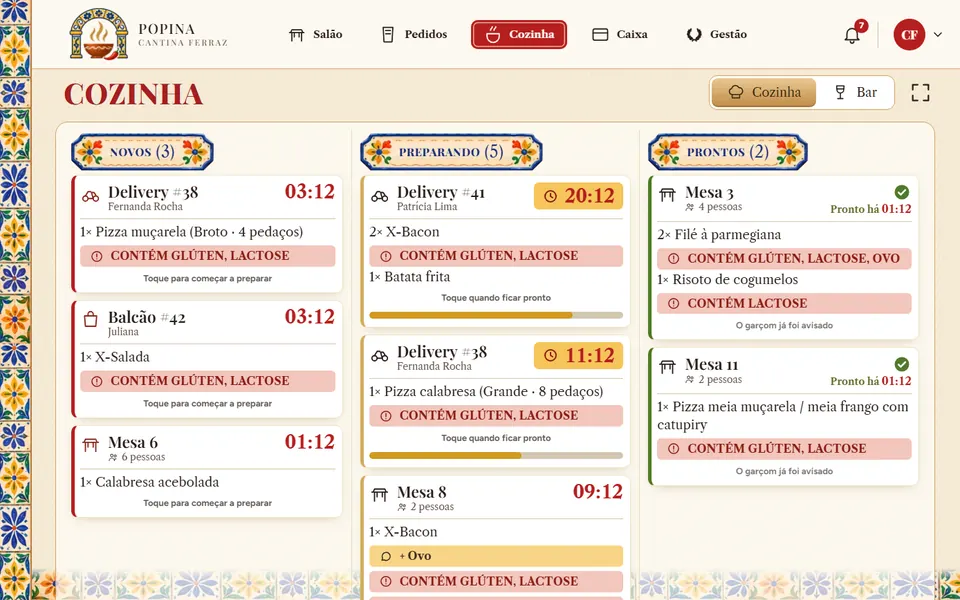 POPINA
CANTINA FERRAZ
Salão
Pedidos
Cozinha
Caixa
Gestão
7
CF
COZINHA
Cozinha
Bar
NOVOS (3)
Delivery #38
03:12
Fernanda Rocha
1× Pizza muçarela (Broto · 4 pedaços)
CONTÉM GLÚTEN, LACTOSE
Toque para começar a preparar
Balcão #42
03:12
Juliana
1× X-Salada
CONTÉM GLÚTEN, LACTOSE
Toque para começar a preparar
Mesa 6
01:12
6 pessoas
1× Calabresa acebolada
Toque para começar a preparar
PREPARANDO (5)
Delivery #41
20:12
Patrícia Lima
2× X-Bacon
CONTÉM GLÚTEN, LACTOSE
1× Batata frita
Toque quando ficar pronto
Delivery #38
11:12
Fernanda Rocha
1× Pizza calabresa (Grande · 8 pedaços)
CONTÉM GLÚTEN, LACTOSE
Toque quando ficar pronto
Mesa 8
09:12
2 pessoas
1× X-Bacon
+ Ovo
CONTÉM GLÚTEN, LACTOSE
PRONTOS (2)
Mesa 3
4 pessoas
Pronto há 01:12
2× Filé à parmegiana
CONTÉM GLÚTEN, LACTOSE, OVO
1× Risoto de cogumelos
CONTÉM LACTOSE
O garçom já foi avisado
Mesa 11
2 pessoas
Pronto há 01:12
1× Pizza meia muçarela / meia frango com
catupiry
CONTÉM GLÚTEN, LACTOSE
O garçom já foi avisado